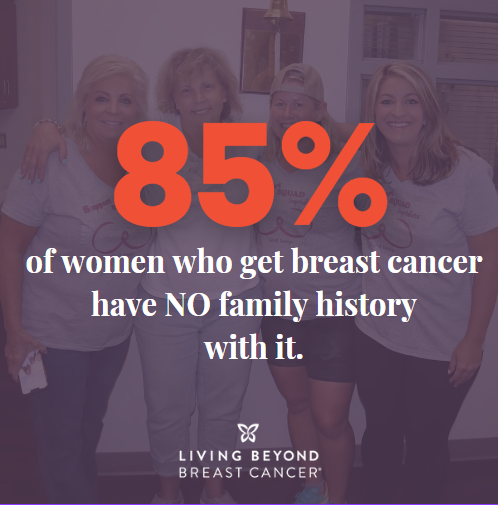 85%
of women who get breast cancer
have NO family history
with it.
LIVING BEYOND
BREAST CANCER®